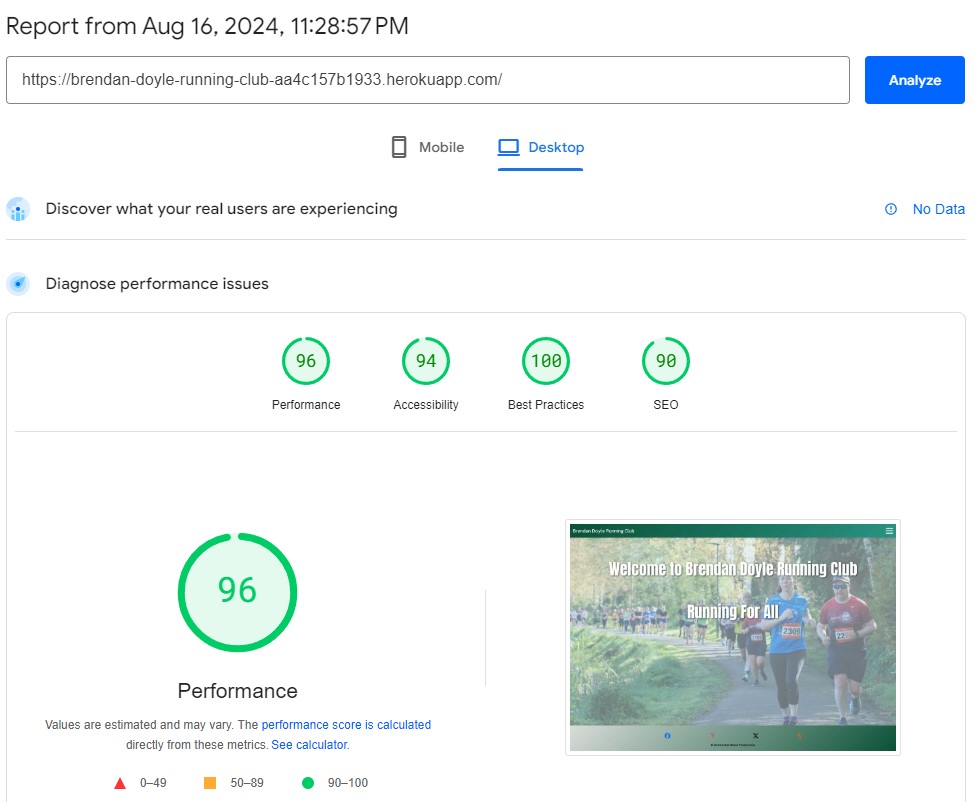 Report from Aug 16, 2024, 11:28:57 PM
https://brendan-doyle-running-club-aa4c157b1933.herokuapp.com/
Analyze
Mobile
Desktop
Discover what your real users are experiencing
No Data
Diagnose performance issues
96
94
100
90
Performance
Accessibility
Best Practices
SEO
96
Performance
Values are estimated and may vary. The performance score is calculated
directly from these metrics. See calculator.
0–49
50–89
90–100
Brendan Doyle Running Club
Welcome to Brendan Doyle Running Club
Running For All
2309